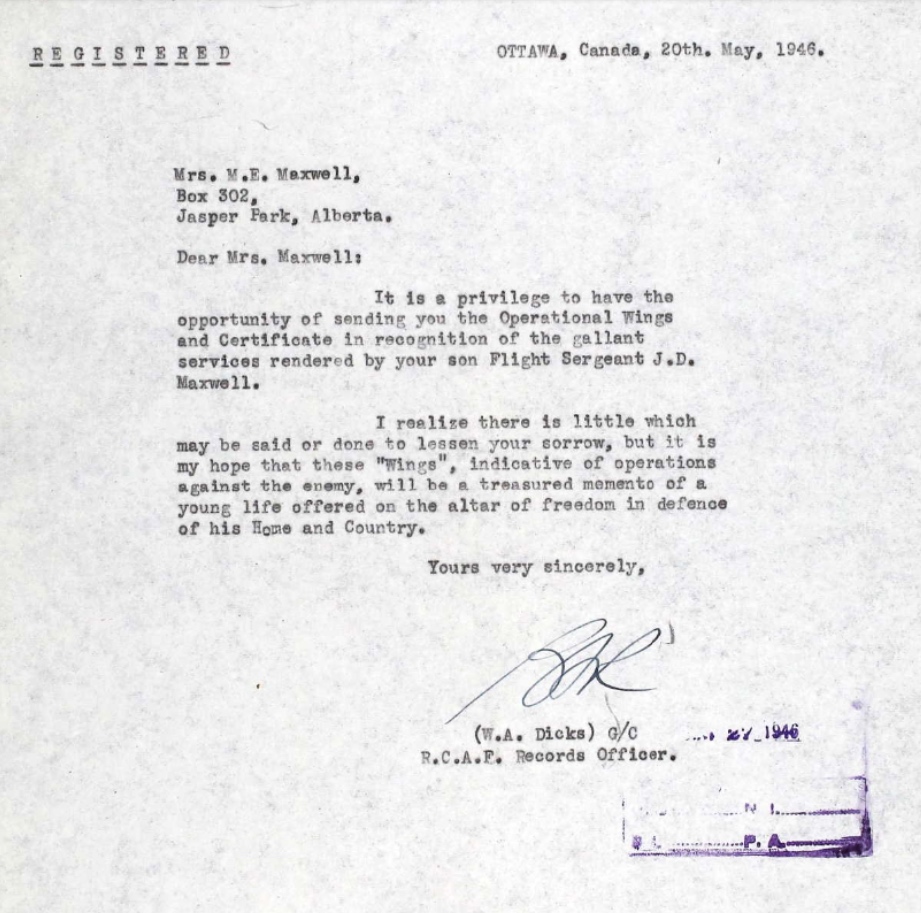 REGISTERED
OTTAWA, Canada, 20th. May, 1946.
Mrs. M.E. Maxwell,
Box 302,
Jasper Park, Alberta.
Dear Mrs. Maxwell:
It is a privilege to have the
opportunity of sending you the Operational Wings
and Certificate in recognition of the gallant
services rendered by your son Flight Sergeant J.D.
Maxwell.
I realize there is little which
may be said or done to lessen your sorrow, but it is
my hope that these "Wings", indicative of operations
against the enemy, will be a treasured memento of a
young life offered on the altar of freedom in defence
of his Home and Country.
Yours very sincerely,
(W.A. Dicks) G/C
1946
R.C.A.F. Records Officer.
P. A.